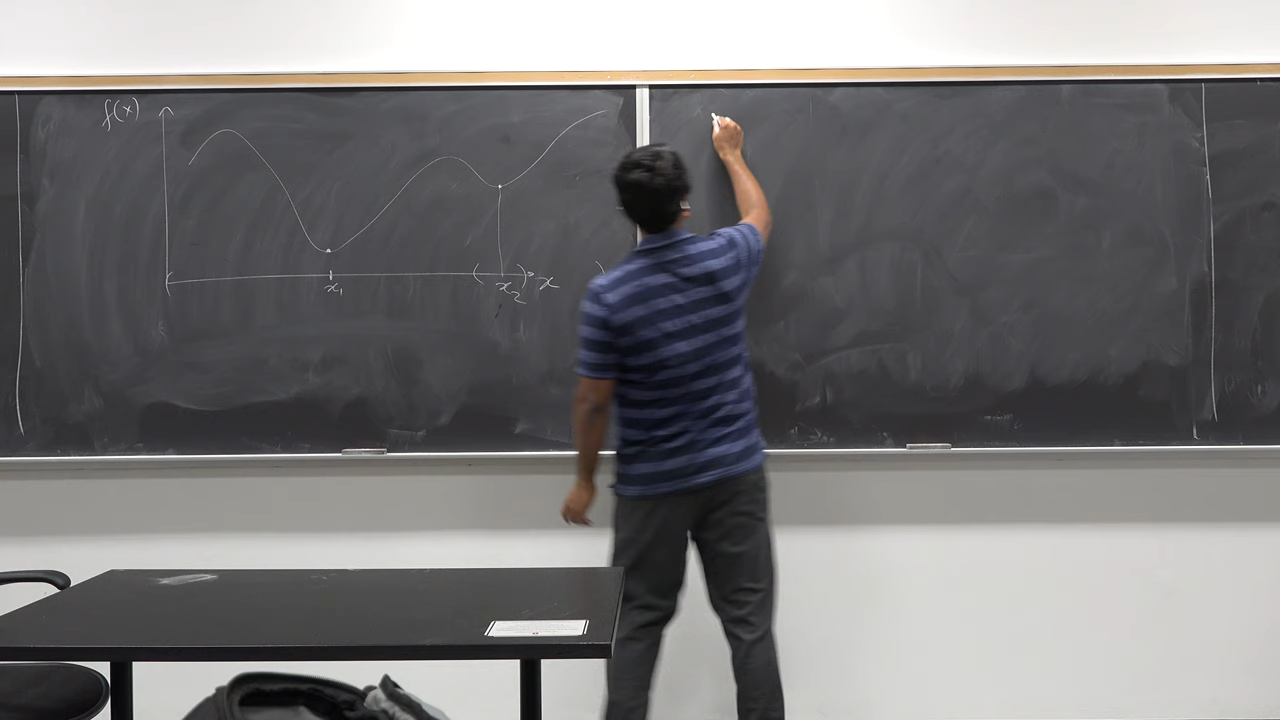 f(x)
x₁
( x₂ ) x